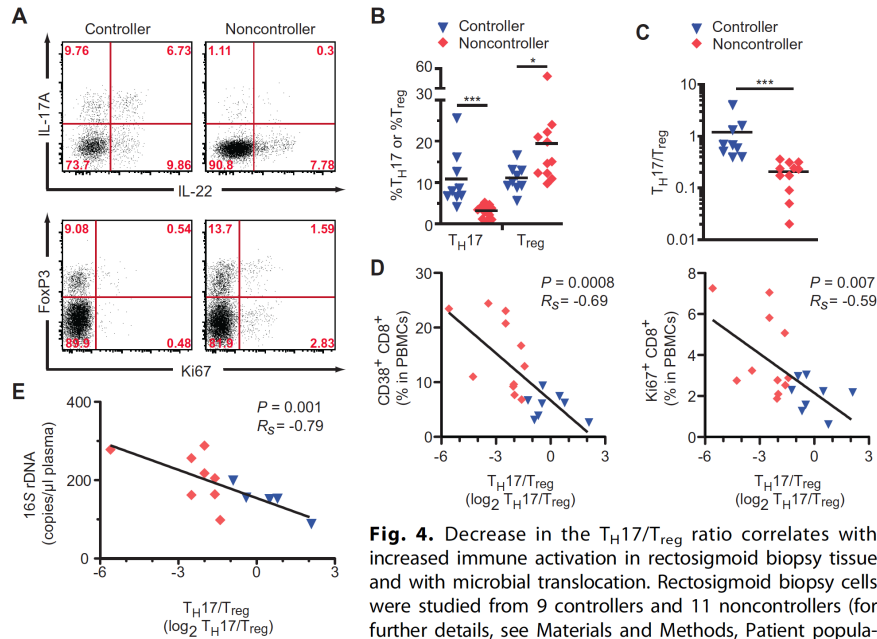 A
Controller
Noncontroller
9.76
6.73
1.11
0.3
IL-17A
73.7
9.86
90.8
7.78
IL-22
9.08
0.54
13.7
1.59
FoxP3
89.9
0.48
81.9
2.83
Ki67
B
Controller
Noncontroller
%TH17 or %Treg
60
30
20
10
0
***
*
TH17
Treg
C
Controller
Noncontroller
TH17/Treg
10
1
0.1
0.01
***
D
CD38+ CD8+
(% in PBMCs)
30
20
10
0
P = 0.0008
RS= -0.69
-6
-3
0
3
TH17/Treg
(log2 TH17/Treg)
Ki67+ CD8+
(% in PBMCs)
8
6
4
2
0
P = 0.007
RS= -0.59
-6
-3
0
3
TH17/Treg
(log2 TH17/Treg)
E
16S rDNA
(copies/µl plasma)
400
200
0
P = 0.001
RS= -0.79
-6
-3
0
3
TH17/Treg
(log2 TH17/Treg)
Fig. 4. Decrease in the TH17/Treg ratio correlates with
increased immune activation in rectosigmoid biopsy tissue
and with microbial translocation. Rectosigmoid biopsy cells
were studied from 9 controllers and 11 noncontrollers (for
further details, see Materials and Methods, Patient popula-